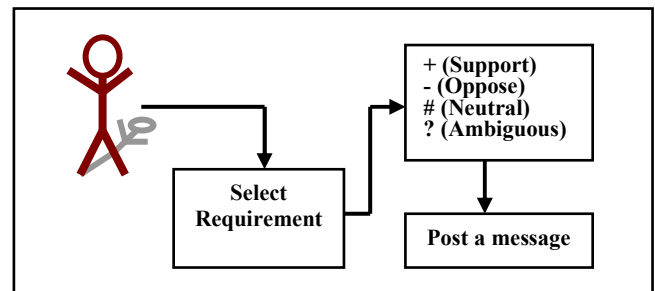 Select
Requirement
+ (Support)
- (Oppose)
# (Neutral)
? (Ambiguous)
Post a message